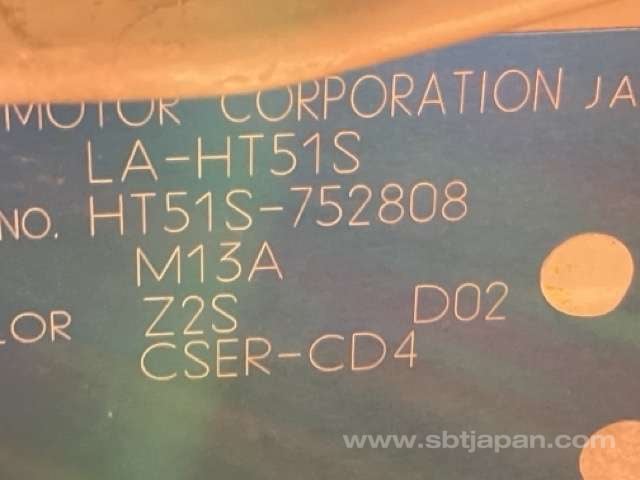 MOTOR CORPORATION JA
LA-HT51S
NO. HT51S-752808
M13A
LOR Z2S D02
CSER-CD4
www.sbtjapan.com